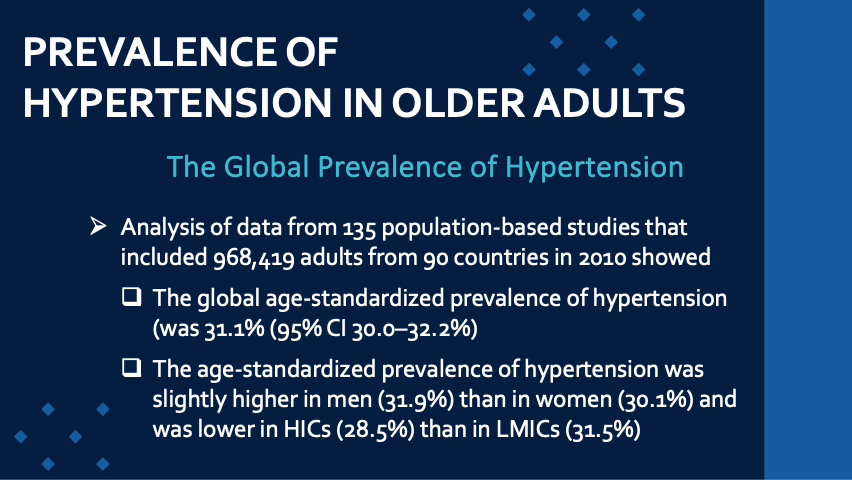 PREVALENCE OF
HYPERTENSION IN OLDER ADULTS
The Global Prevalence of Hypertension
Analysis of data from 135 population-based studies that
included 968,419 adults from 90 countries in 2010 showed
The global age-standardized prevalence of hypertension
(was 31.1% (95% CI 30.0–32.2%)
The age-standardized prevalence of hypertension was
slightly higher in men (31.9%) than in women (30.1%) and
was lower in HICs (28.5%) than in LMICs (31.5%)